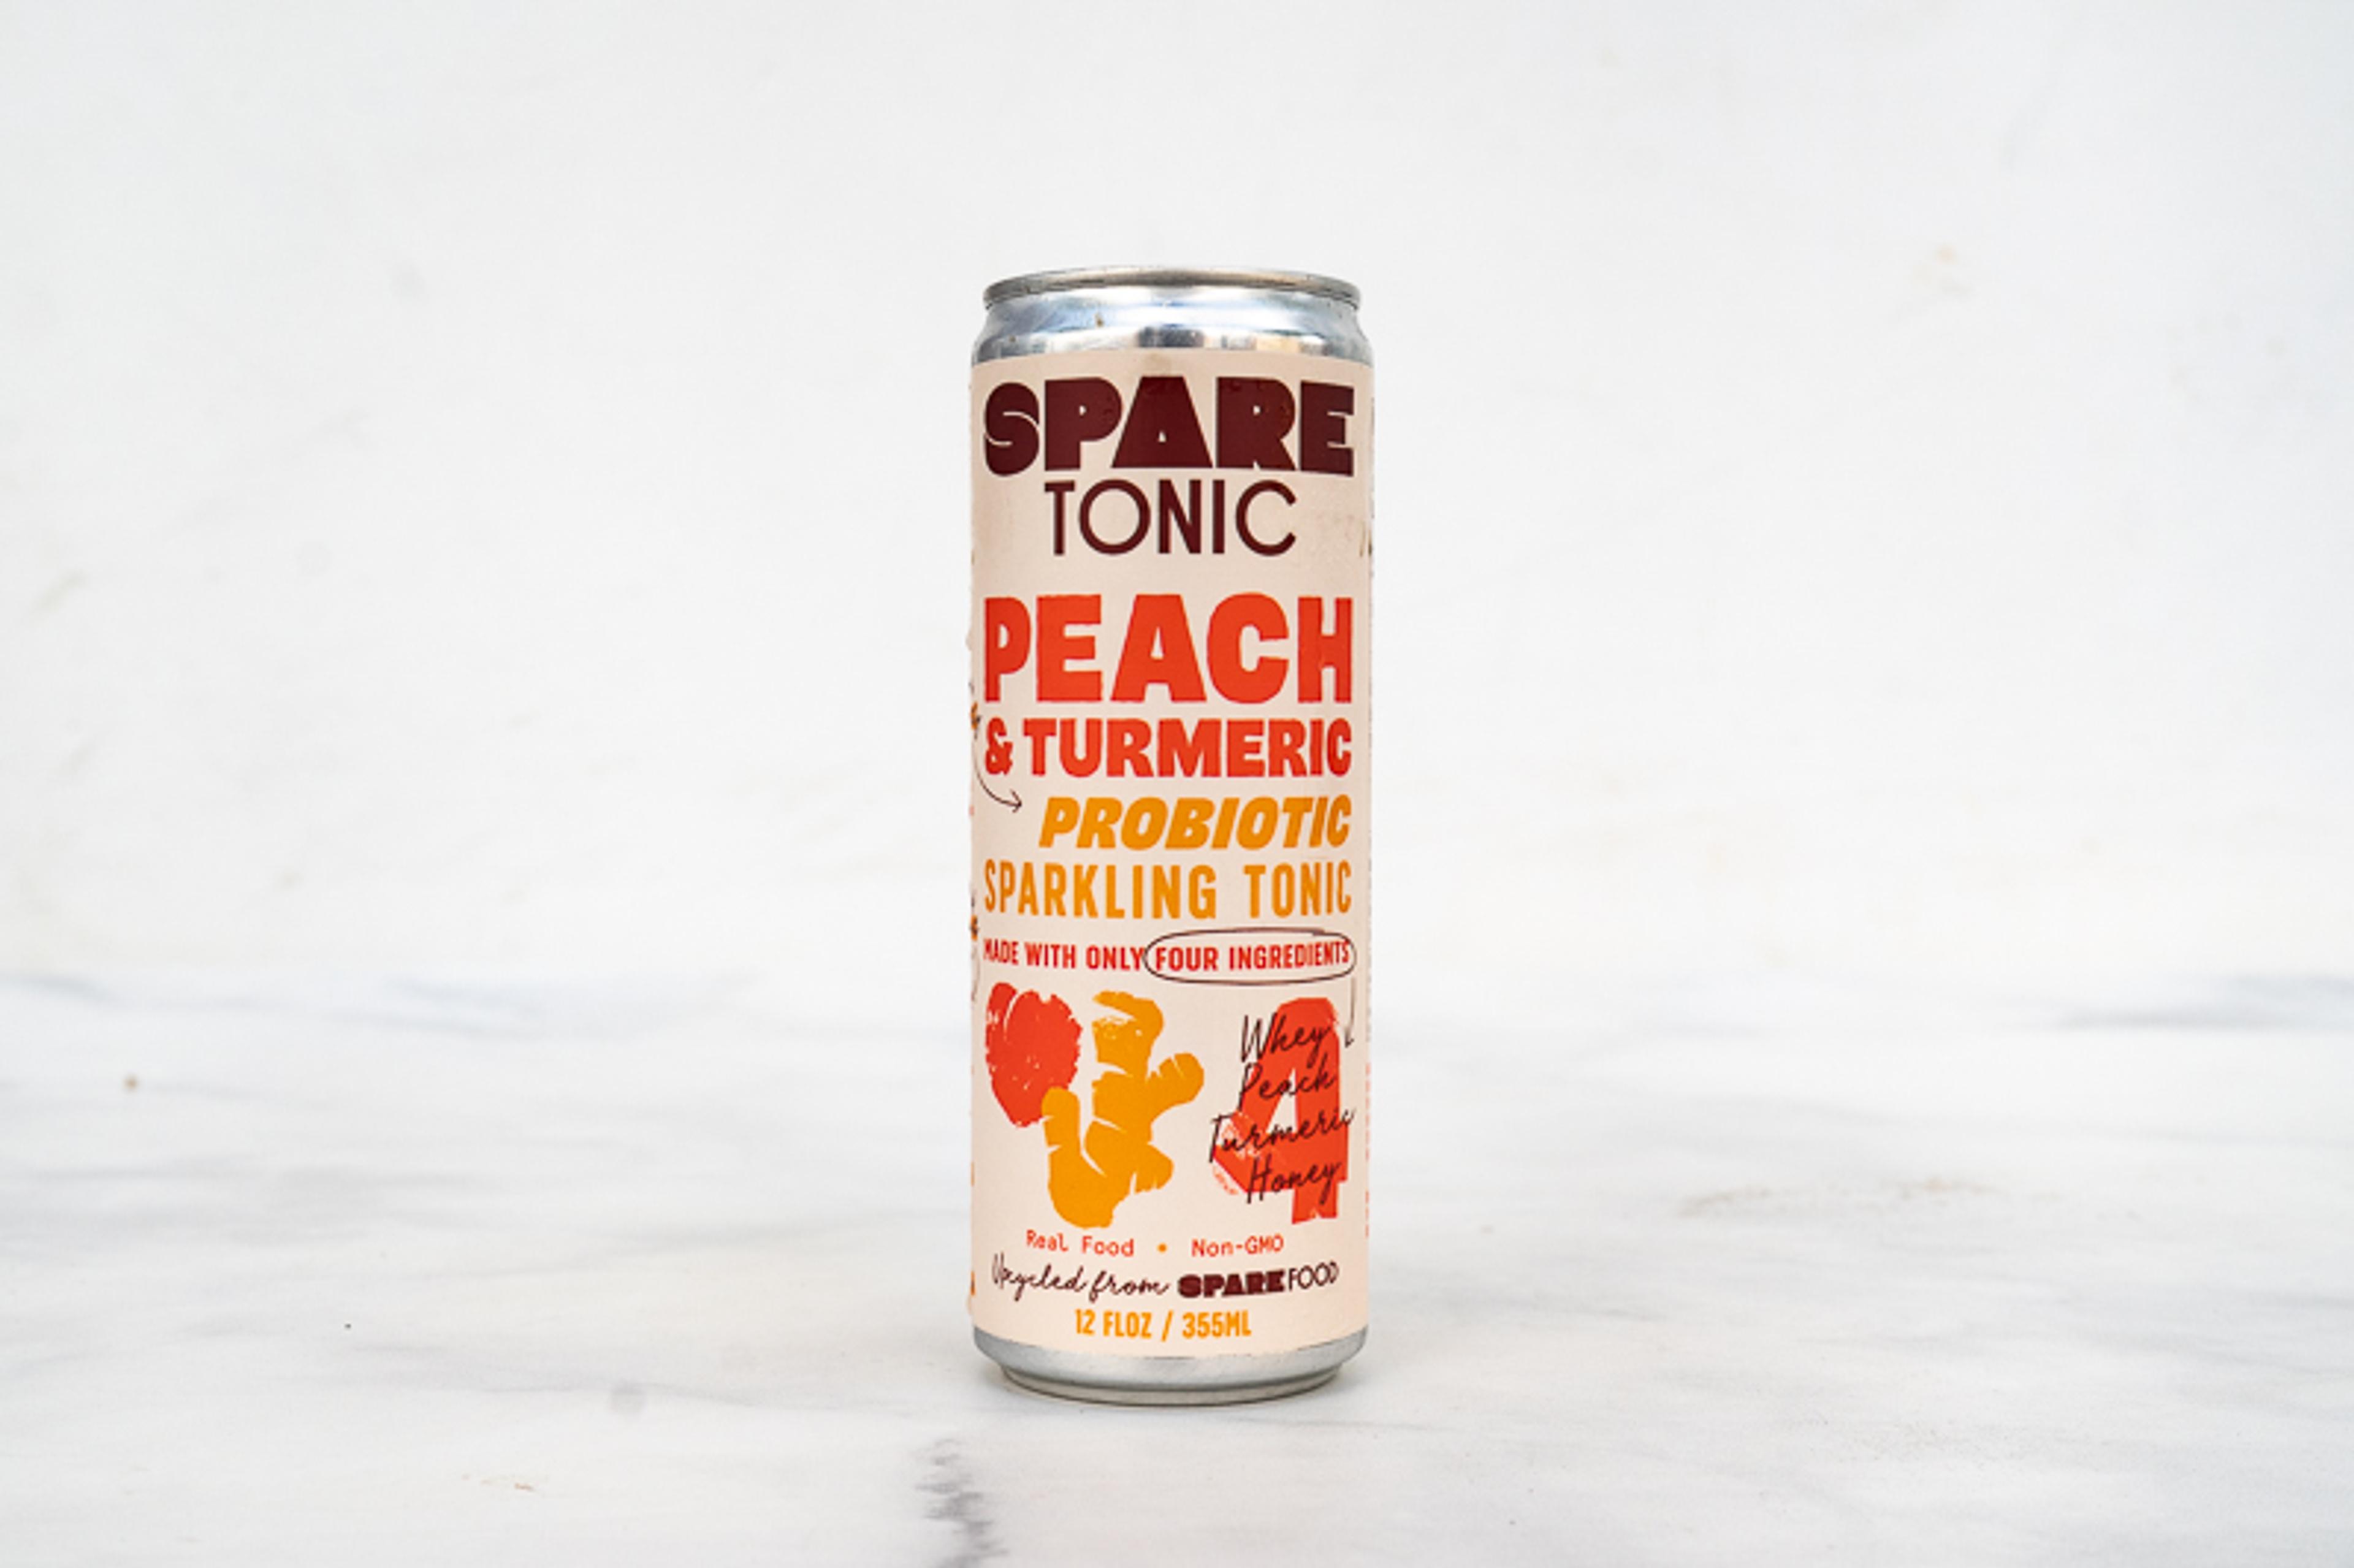 SPARE
TONIC
PEACH
& TURMERIC
PROBIOTIC
SPARKLING TONIC
MADE WITH ONLY FOUR INGREDIENTS
4
Whey
Peach
Turmeric
Honey
Real Food • Non-GMO
Upcycled from SPARE FOOD
12 FLOZ / 355ML